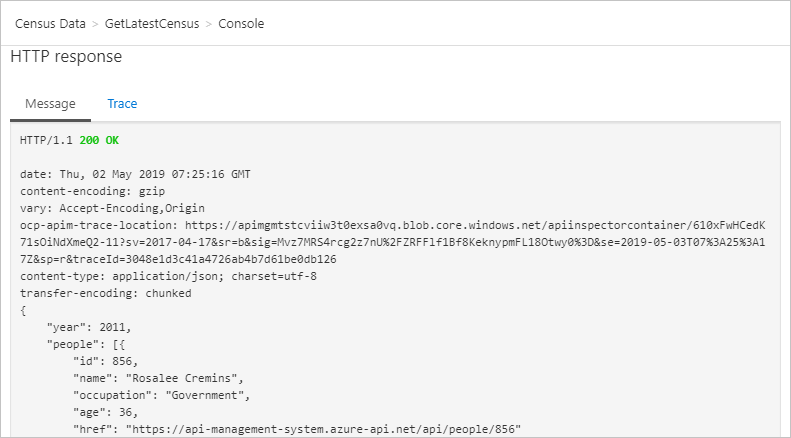 Census Data > GetLatestCensus > Console
HTTP response
Message Trace
HTTP/1.1 200 OK
date: Thu, 02 May 2019 07:25:16 GMT
content-encoding: gzip
vary: Accept-Encoding,Origin
ocp-apim-trace-location: https://apimgmtstcviiw3t0exsa0vq.blob.core.windows.net/apiinspectorcontainer/610xFwHCedK
71sOiNdXmeQ2-11?sv=2017-04-17&sr=b&sig=Mvz7MRS4rcg2z7nU%2FZRFFlf1Bf8KeknypmFL18Otwy0%3D&se=2019-05-03T07%3A25%3A1
7Z&sp=r&traceId=3048e1d3c41a4726ab4b7d61be0db126
content-type: application/json; charset=utf-8
transfer-encoding: chunked
{
"year": 2011,
"people": [{
"id": 856,
"name": "Rosalee Cremins",
"occupation": "Government",
"age": 36,
"href": "https://api-management-system.azure-api.net/api/people/856"